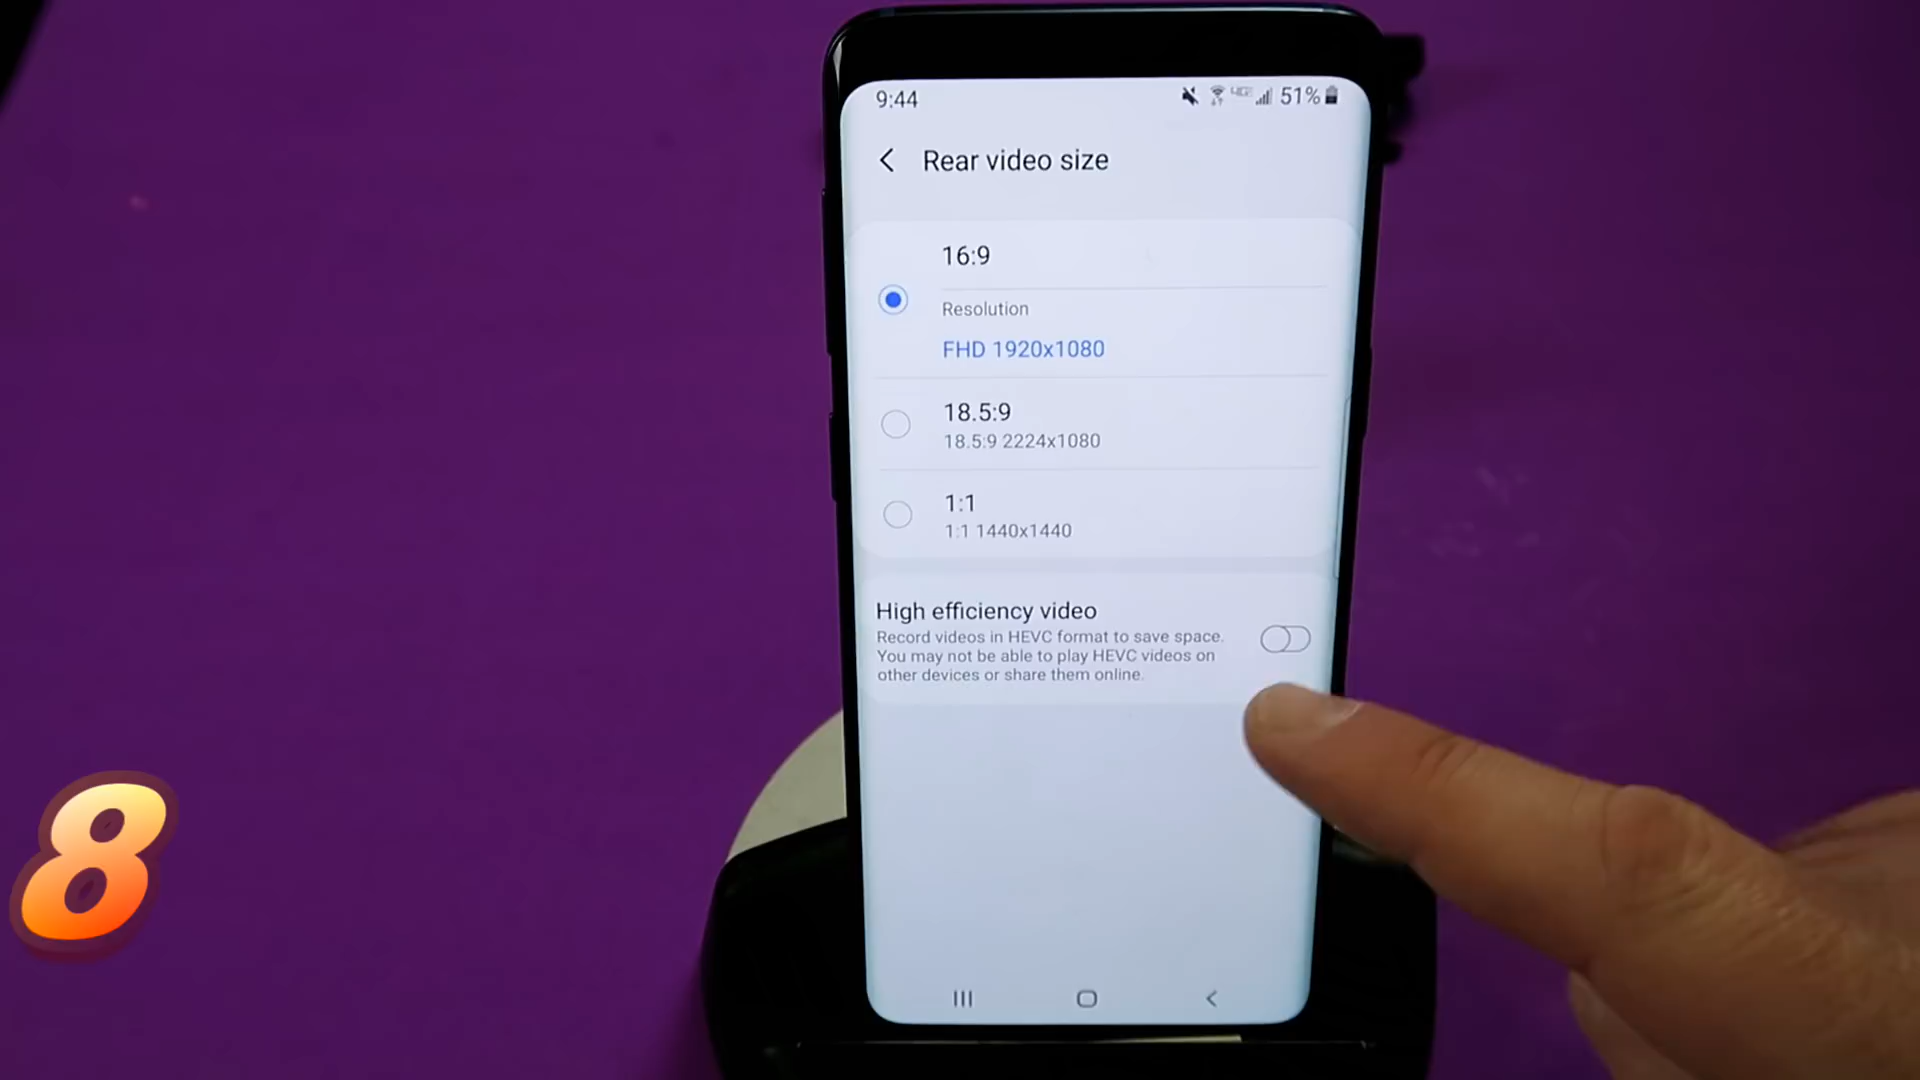 9:44
51%
Rear video size
16:9
Resolution
FHD 1920x1080
18.5:9
18.5:9 2224x1080
1:1
1:1 1440x1440
High efficiency video
Record videos in HEVC format to save space.
You may not be able to play HEVC videos on
other devices or share them online.
8